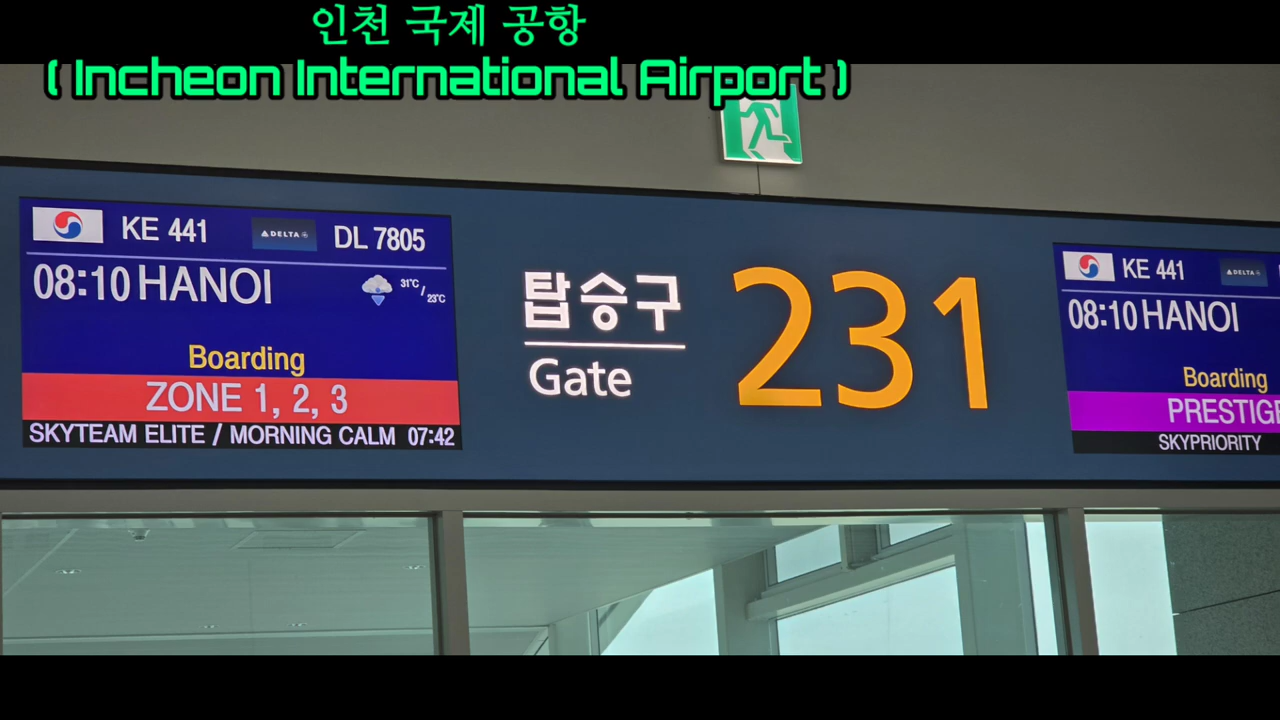 인천 국제 공항
( Incheon International Airport )
KE 441 DELTA DL 7805
08:10 HANOI 31°C / 23°C
Boarding
ZONE 1, 2, 3
SKYTEAM ELITE / MORNING CALM 07:42
탑승구
Gate
231
KE 441 DELTA
08:10 HANOI
Boarding
PRESTIGE
SKYPRIORITY